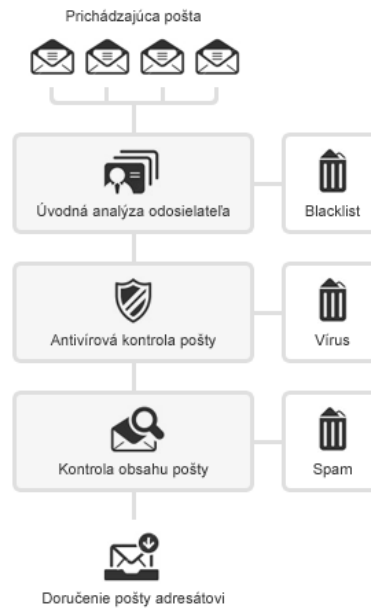 Prichádzajúca pošta
Úvodná analýza odosielateľa
Blacklist
Antivírová kontrola pošty
Vírus
Kontrola obsahu pošty
Spam
Doručenie pošty adresátovi